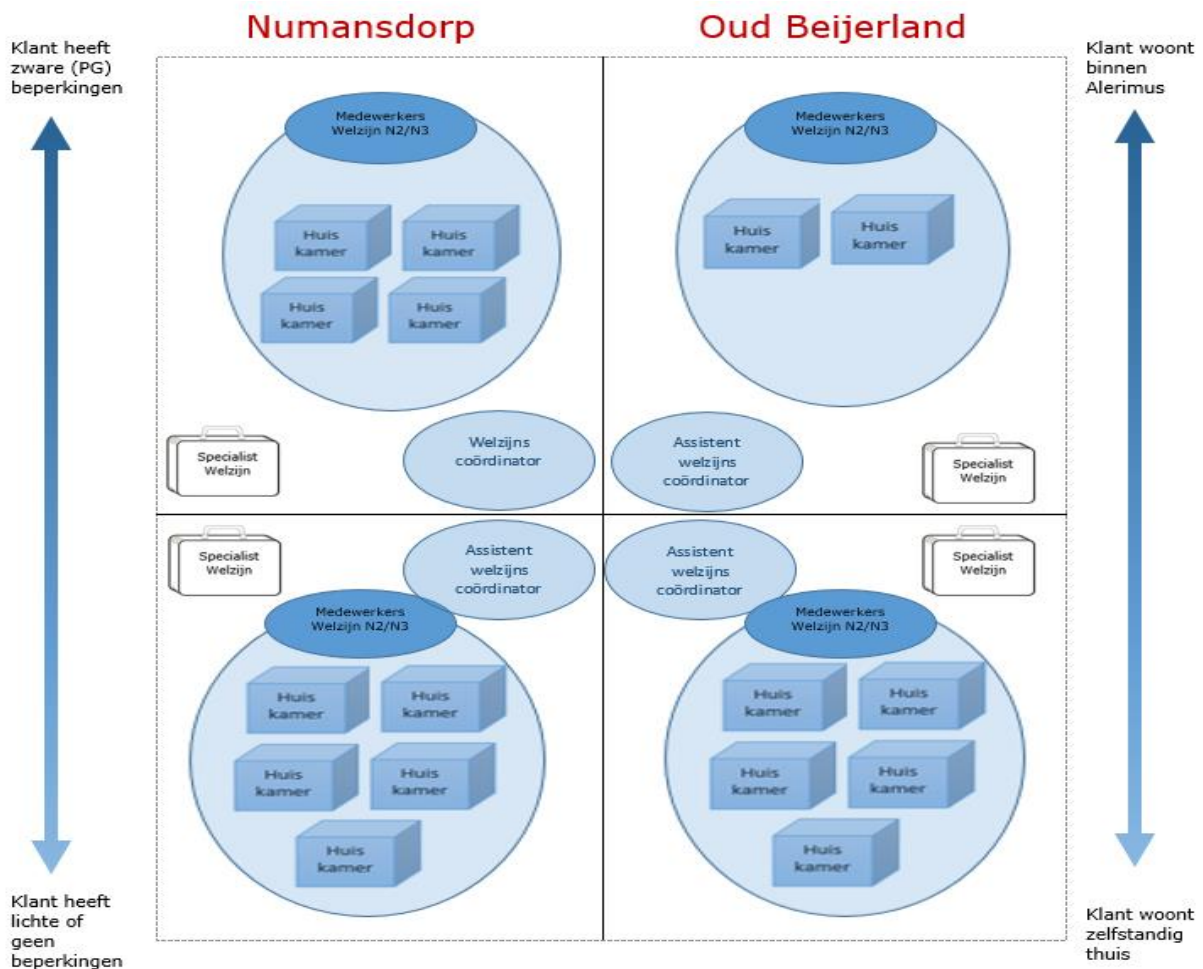 Numansdorp
Oud Beijerland
Klant heeft
zware (PG)
beperkingen
Klant woont
binnen
Alerimus
Medewerkers
Welzijn N2/N3
Huis
kamer
Huis
kamer
Huis
kamer
Huis
kamer
Medewerkers
Welzijn N2/N3
Huis
kamer
Huis
kamer
Specialist
Welzijn
Welzijns
coördinator
Assistent
welzijns
coördinator
Specialist
Welzijn
Specialist
Welzijn
Assistent
welzijns
coördinator
Assistent
welzijns
coördinator
Specialist
Welzijn
Medewerkers
Welzijn N2/N3
Huis
kamer
Huis
kamer
Huis
kamer
Huis
kamer
Huis
kamer
Medewerkers
Welzijn N2/N3
Huis
kamer
Huis
kamer
Huis
kamer
Huis
kamer
Huis
kamer
Klant heeft
lichte of
geen
beperkingen
Klant woont
zelfstandig
thuis